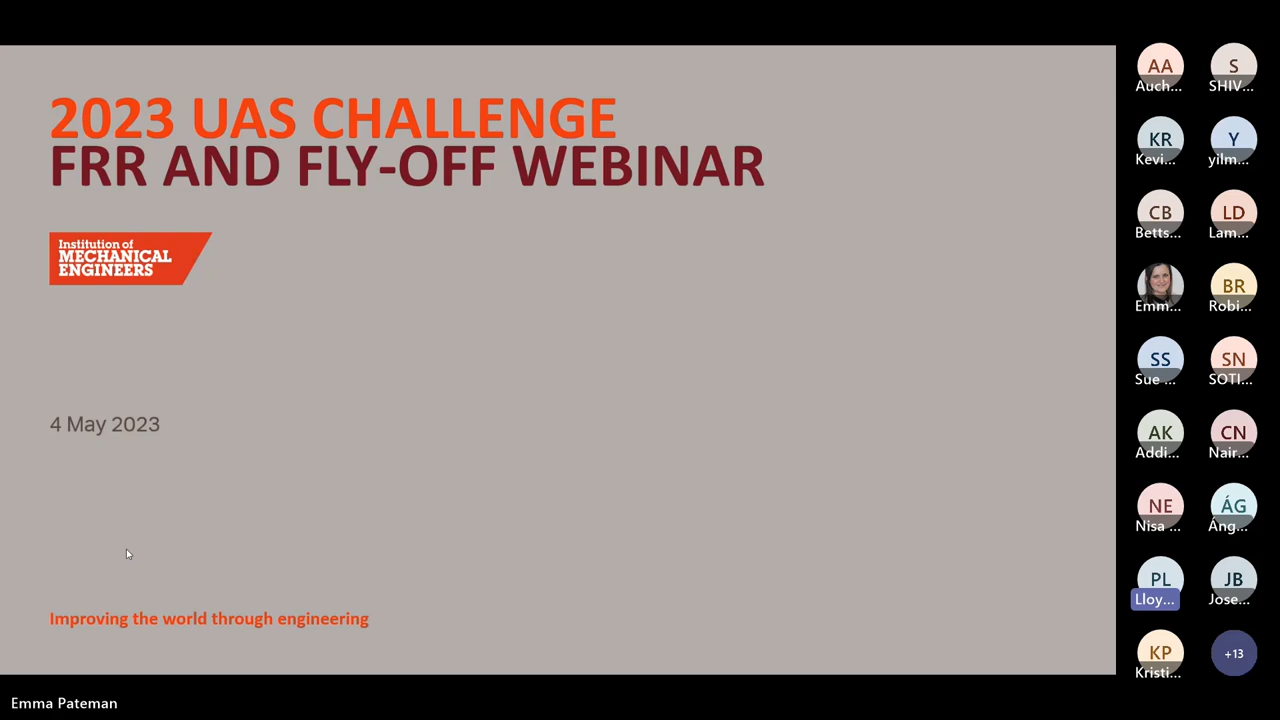 2023 UAS CHALLENGE
FRR AND FLY-OFF WEBINAR
Institution of
MECHANICAL
ENGINEERS
4 May 2023
Improving the world through engineering
Emma Pateman
AA
Auch...
S
SHIV...
KR
Kevi...
Y
yilm...
CB
Betts...
LD
Lam...
Emm...
BR
Robi...
SS
Sue ...
SN
SOTI...
AK
Addi...
CN
Nair...
NE
Nisa ...
ÁG
Áng...
PL
Lloy...
JB
Jose...
KP
Kristi...
+13